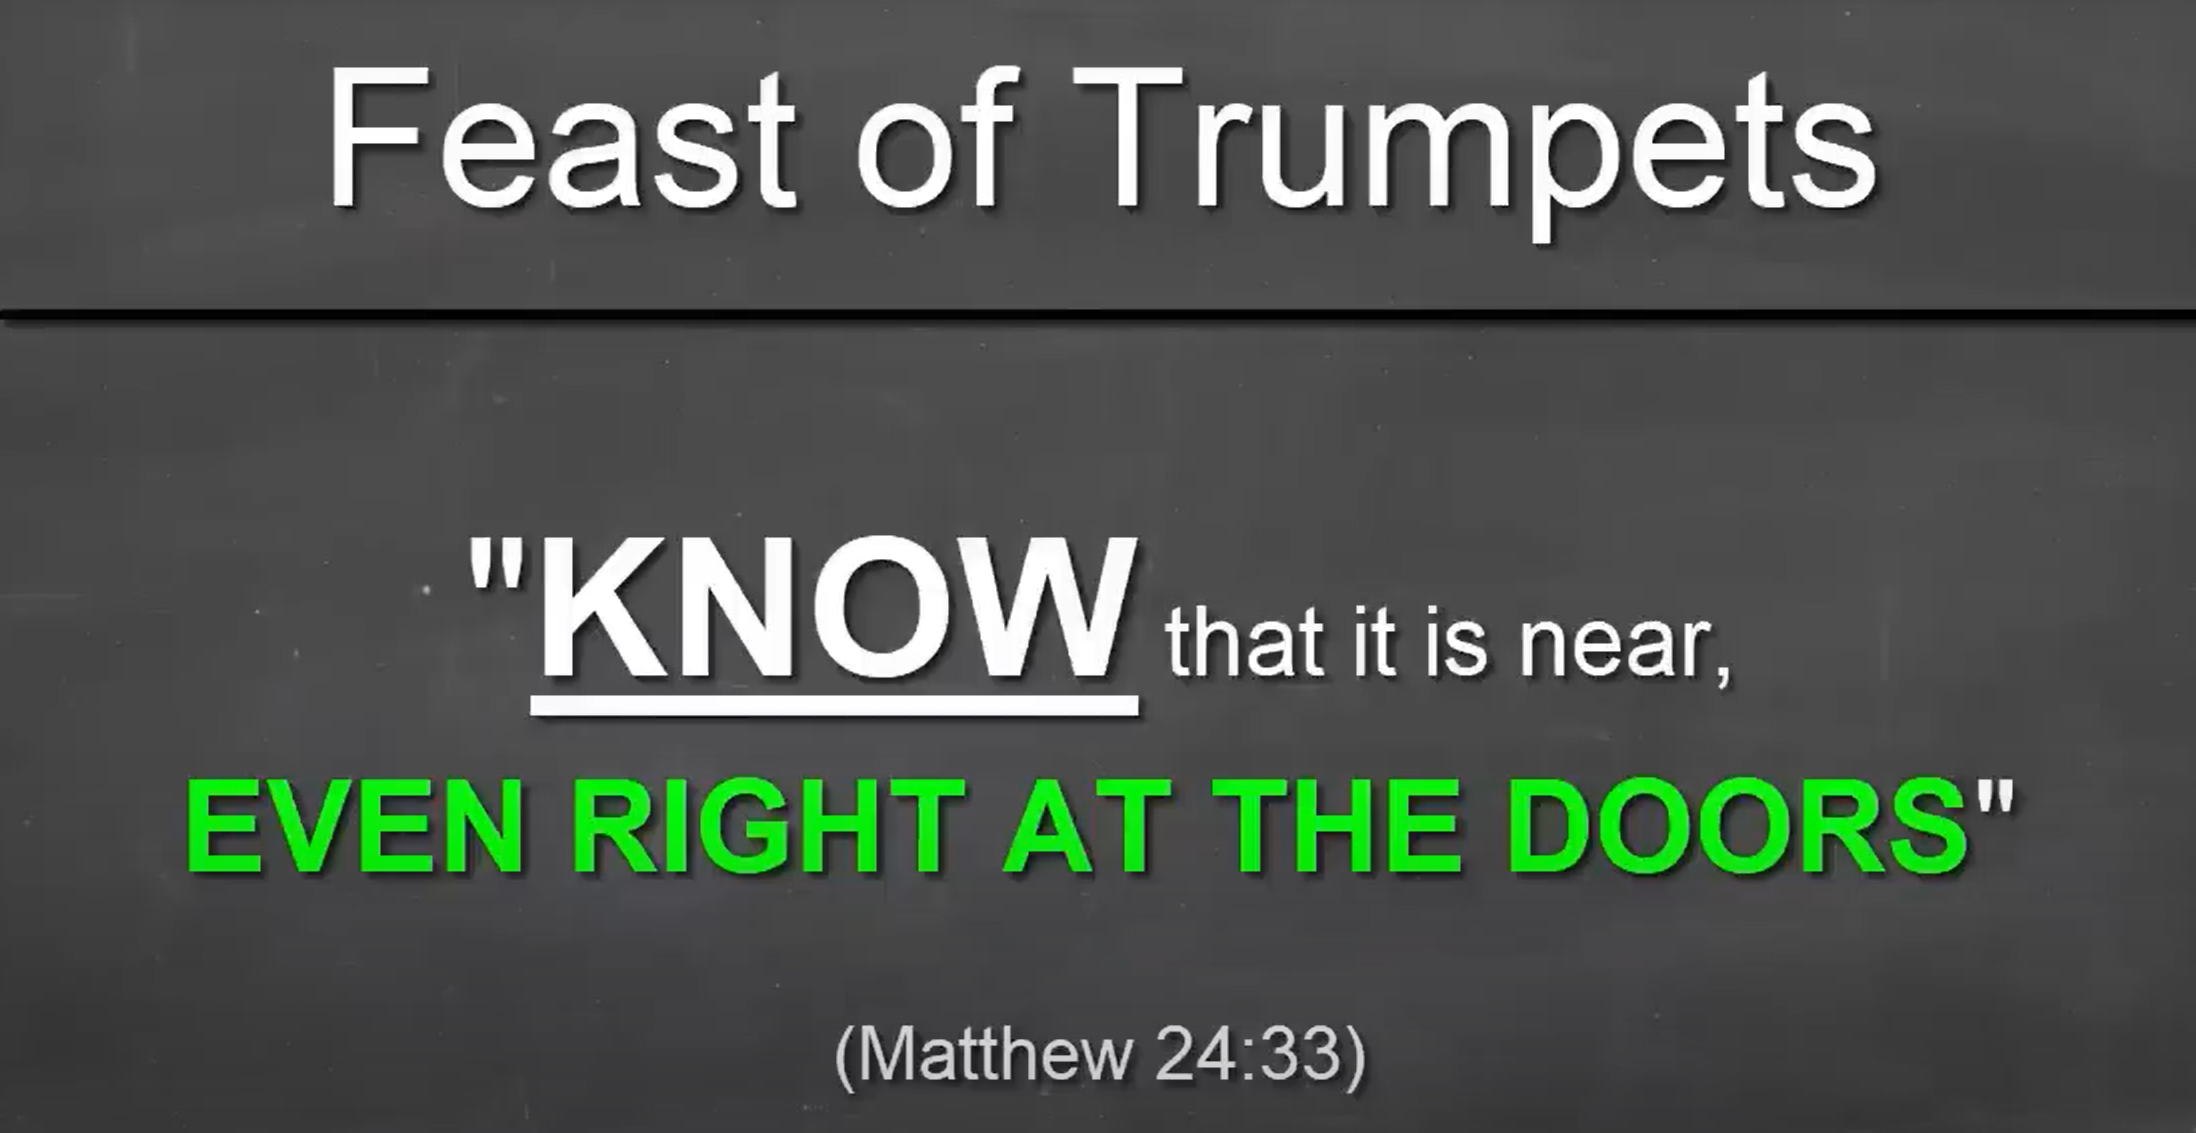 Feast of Trumpets
"KNOW that it is near,
EVEN RIGHT AT THE DOORS"
(Matthew 24:33)